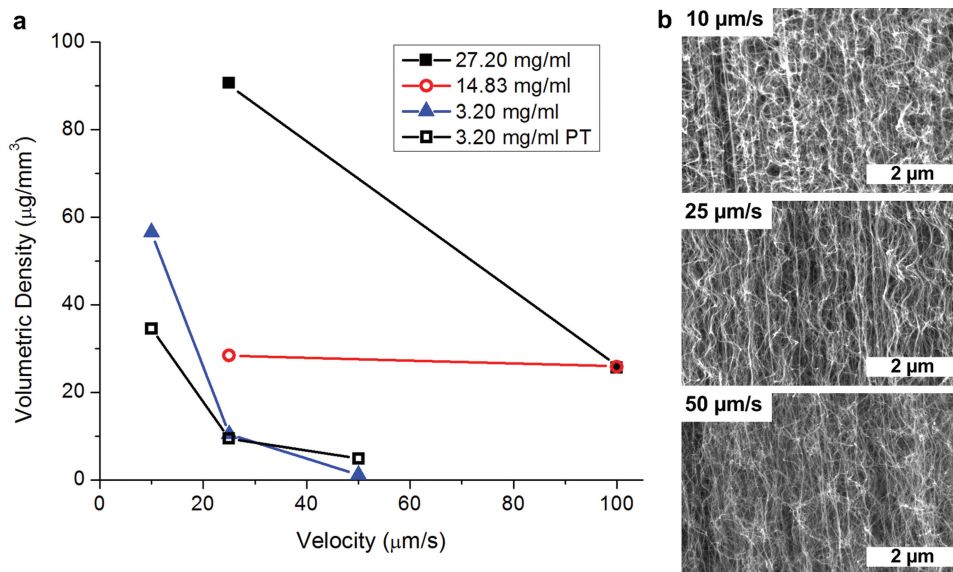 a
Volumetric Density (μg/mm³)
100
80
60
40
20
0
27.20 mg/ml
14.83 mg/ml
3.20 mg/ml
3.20 mg/ml PT
0 20 40 60 80 100
Velocity (μm/s)
b
10 µm/s
2 µm
25 µm/s
2 µm
50 µm/s
2 µm